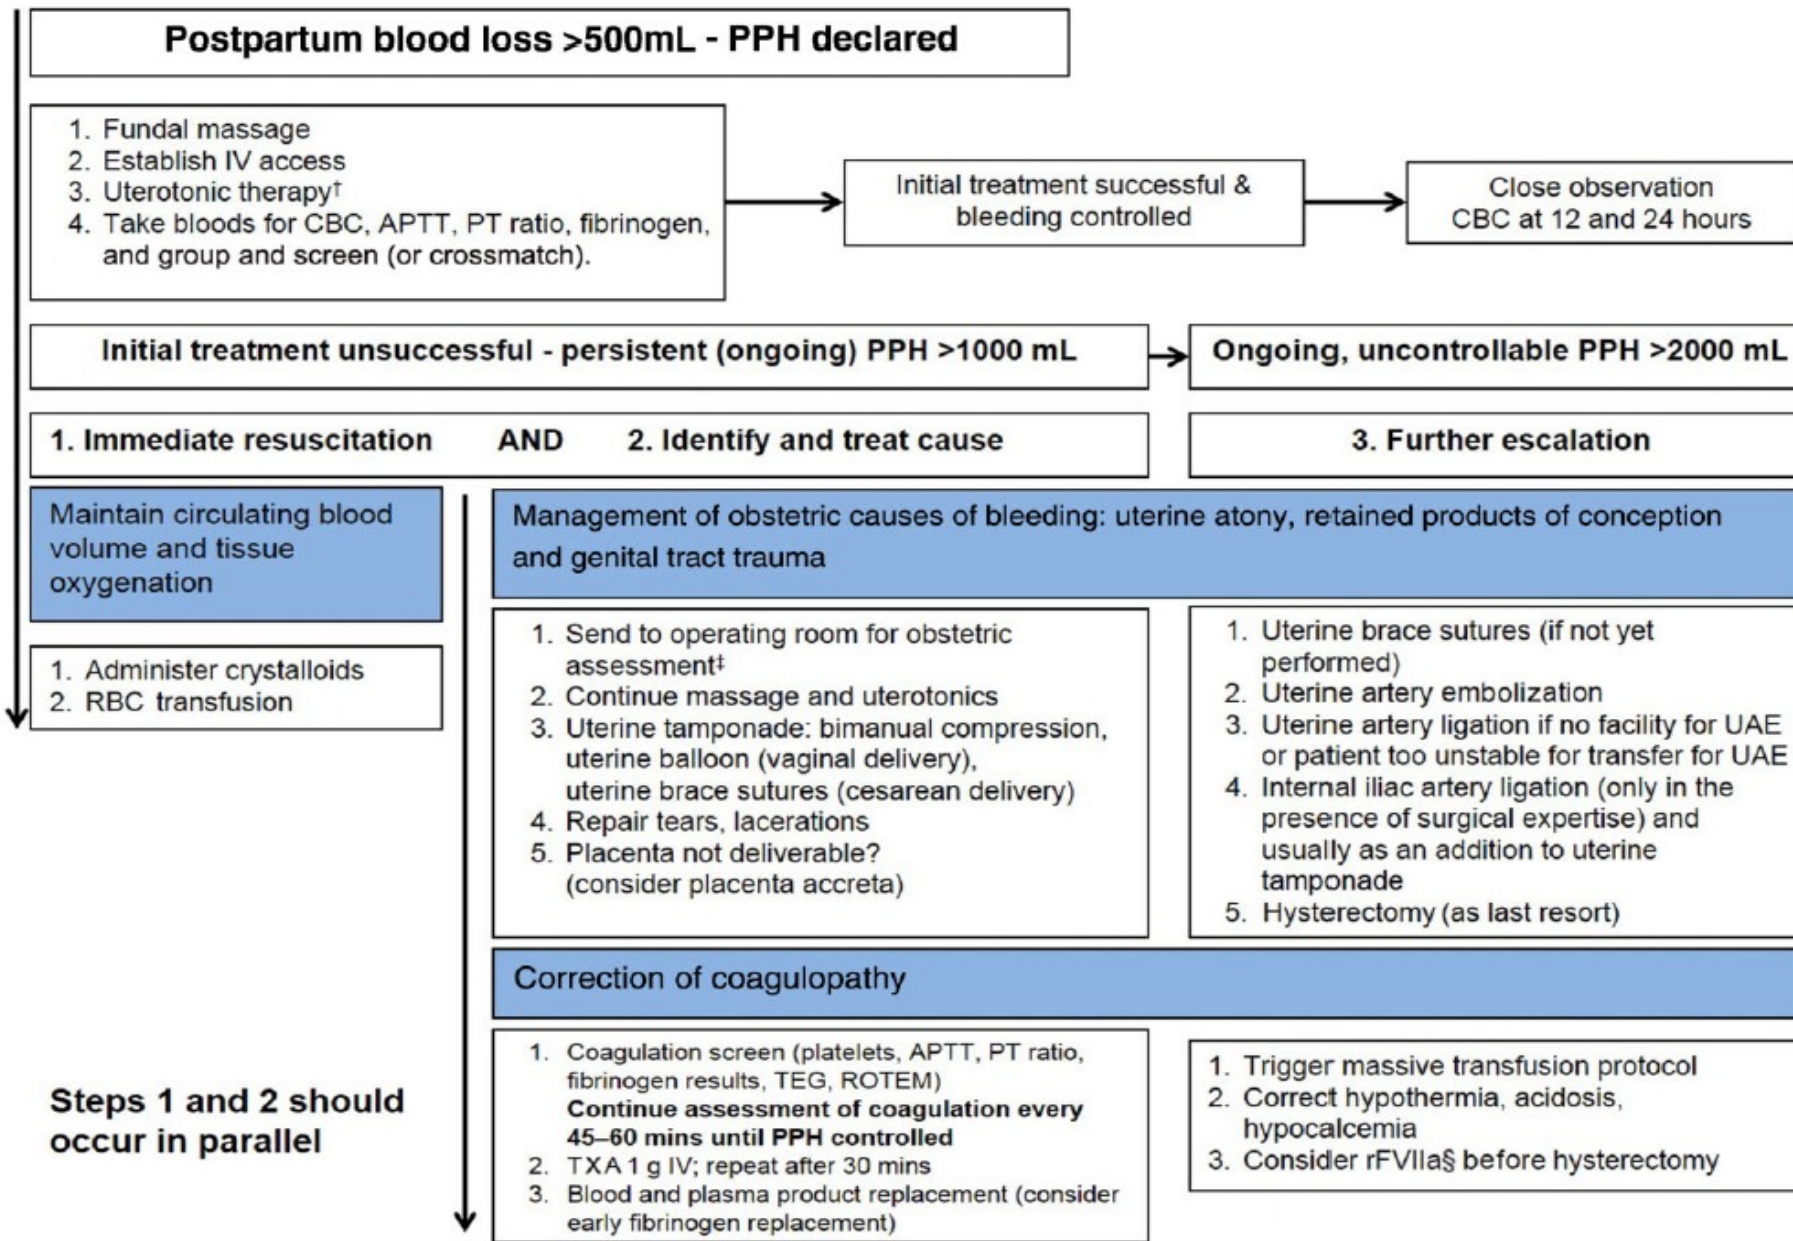 Postpartum blood loss >500mL - PPH declared
1. Fundal massage
2. Establish IV access
3. Uterotonic therapy†
4. Take bloods for CBC, APTT, PT ratio, fibrinogen,
and group and screen (or crossmatch).
Initial treatment successful &
bleeding controlled
Close observation
CBC at 12 and 24 hours
Initial treatment unsuccessful - persistent (ongoing) PPH >1000 mL
Ongoing, uncontrollable PPH >2000 mL
1. Immediate resuscitation AND 2. Identify and treat cause
3. Further escalation
Maintain circulating blood
volume and tissue
oxygenation
1. Administer crystalloids
2. RBC transfusion
Management of obstetric causes of bleeding: uterine atony, retained products of conception
and genital tract trauma
1. Send to operating room for obstetric
assessment‡
2. Continue massage and uterotonics
3. Uterine tamponade: bimanual compression,
uterine balloon (vaginal delivery),
uterine brace sutures (cesarean delivery)
4. Repair tears, lacerations
5. Placenta not deliverable?
(consider placenta accreta)
1. Uterine brace sutures (if not yet
performed)
2. Uterine artery embolization
3. Uterine artery ligation if no facility for UAE
or patient too unstable for transfer for UAE
4. Internal iliac artery ligation (only in the
presence of surgical expertise) and
usually as an addition to uterine
tamponade
5. Hysterectomy (as last resort)
Correction of coagulopathy
1. Coagulation screen (platelets, APTT, PT ratio,
fibrinogen results, TEG, ROTEM)
Continue assessment of coagulation every
45–60 mins until PPH controlled
2. TXA 1 g IV; repeat after 30 mins
3. Blood and plasma product replacement (consider
early fibrinogen replacement)
1. Trigger massive transfusion protocol
2. Correct hypothermia, acidosis,
hypocalcemia
3. Consider rFVIIa§ before hysterectomy
Steps 1 and 2 should
occur in parallel